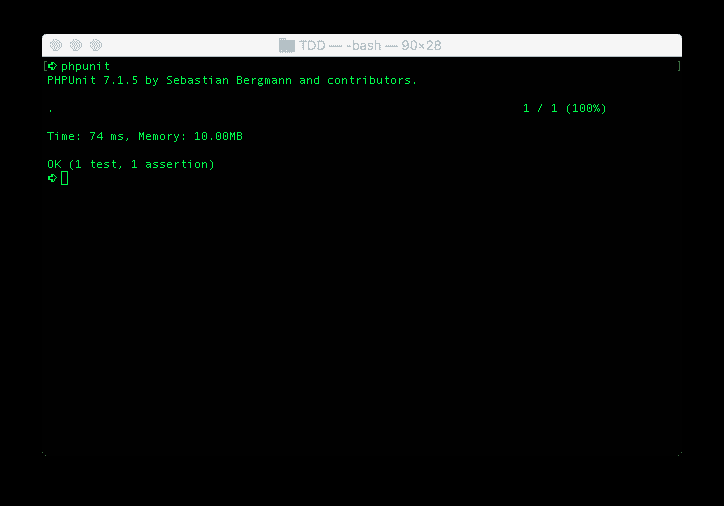 TDD — -bash — 90×28
[➪ phpunit ]
PHPUnit 7.1.5 by Sebastian Bergmann and contributors.
. 1 / 1 (100%)
Time: 74 ms, Memory: 10.00MB
OK (1 test, 1 assertion)
➪